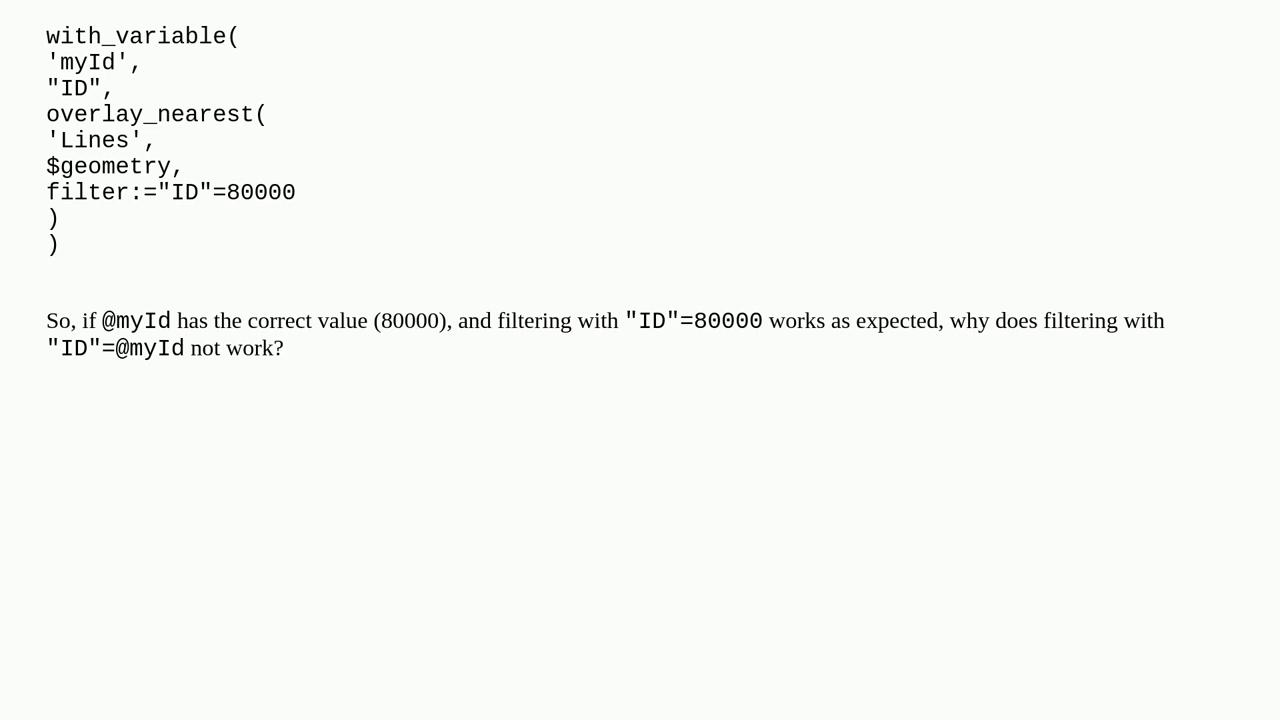 with_variable(
'myId',
"ID",
overlay_nearest(
'Lines',
$geometry,
filter:="ID"=80000
)
)
So, if @myId has the correct value (80000), and filtering with "ID"=80000 works as expected, why does filtering with
"ID"=@myId not work?